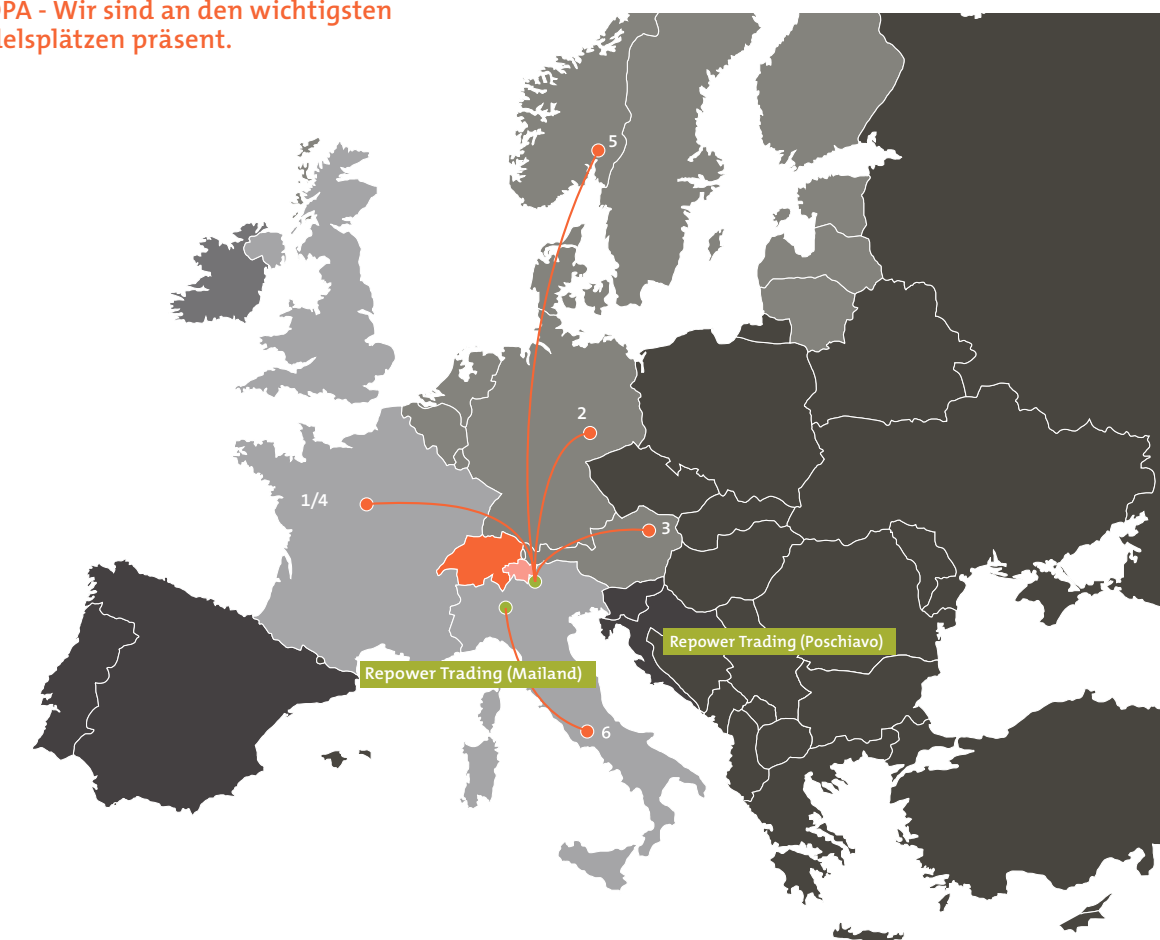 PA - Wir sind an den wichtigsten
elsplätzen präsent.
5
2
1/4
3
Repower Trading (Poschiavo)
Repower Trading (Mailand)
6